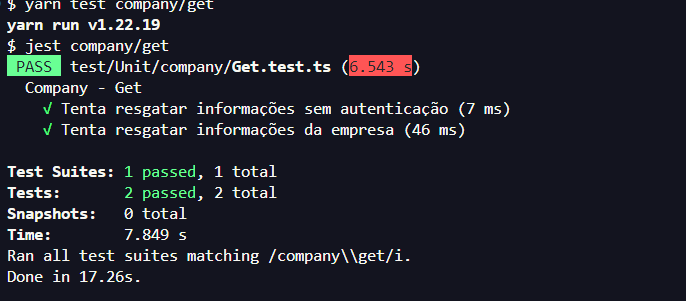 $ yarn test company/get
yarn run v1.22.19
$ jest company/get
PASS test/Unit/company/Get.test.ts (6.543 s)
Company - Get
√ Tenta resgatar informações sem autenticação (7 ms)
√ Tenta resgatar informações da empresa (46 ms)
Test Suites: 1 passed, 1 total
Tests: 2 passed, 2 total
Snapshots: 0 total
Time: 7.849 s
Ran all test suites matching /company\\get/i.
Done in 17.26s.